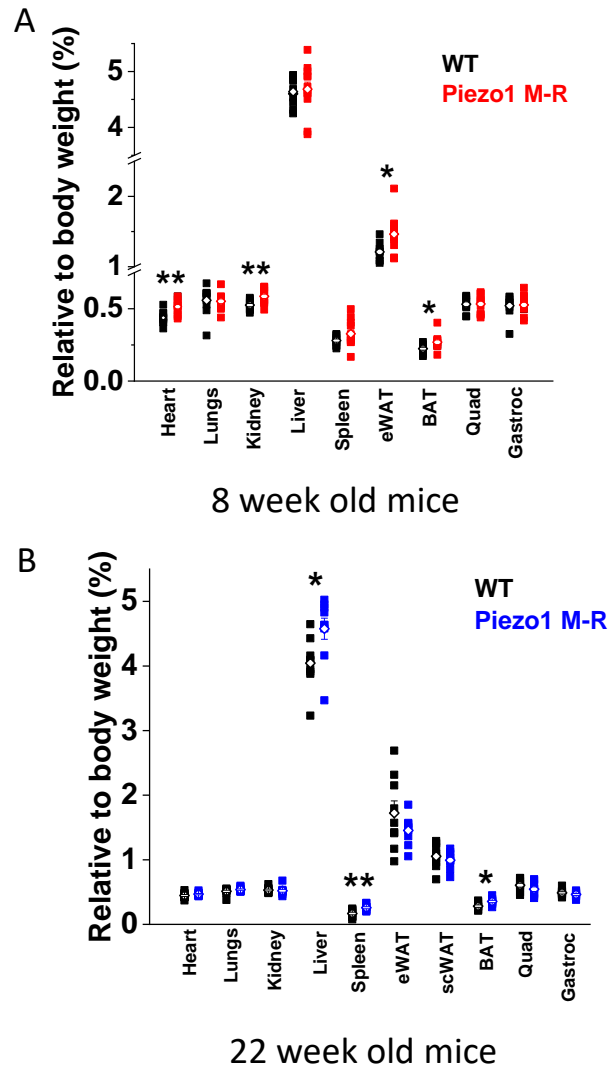 A
WT
Piezo1 M-R
Relative to body weight (%)
5
4
2
1
0.5
0.0
*
**
**
*
Heart
Lungs
Kidney
Liver
Spleen
eWAT
BAT
Quad
Gastroc
8 week old mice
B
WT
Piezo1 M-R
Relative to body weight (%)
5
4
3
2
1
0
*
**
*
Heart
Lungs
Kidney
Liver
Spleen
eWAT
scWAT
BAT
Quad
Gastroc
22 week old mice